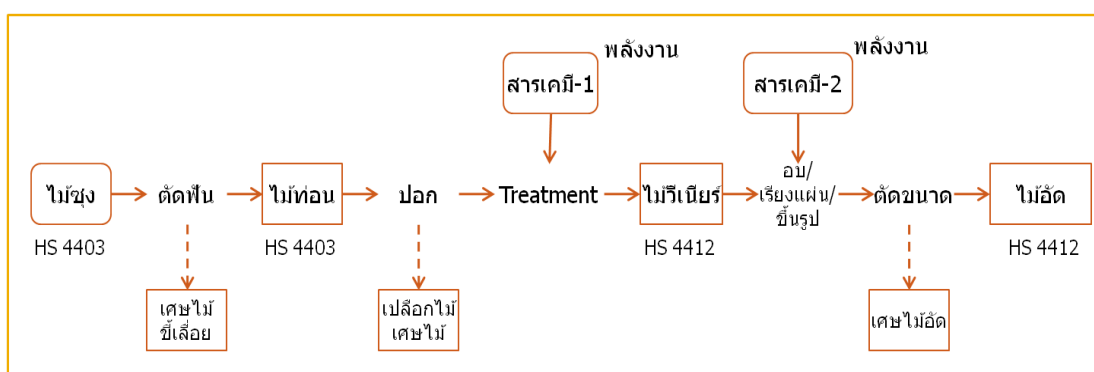 พลังงาน
พลังงาน
สารเคมี-1
สารเคมี-2
ไม้ซุง
ตัดฟัน
ไม้ท่อน
ปอก
Treatment
ไม้วีเนียร์
อบ/
เรียงแผ่น/
ขึ้นรูป
ตัดขนาด
ไม้อัด
HS 4403
HS 4403
HS 4412
HS 4412
เศษไม้
ขี้เลื่อย
เปลือกไม้
เศษไม้
เศษไม้อัด